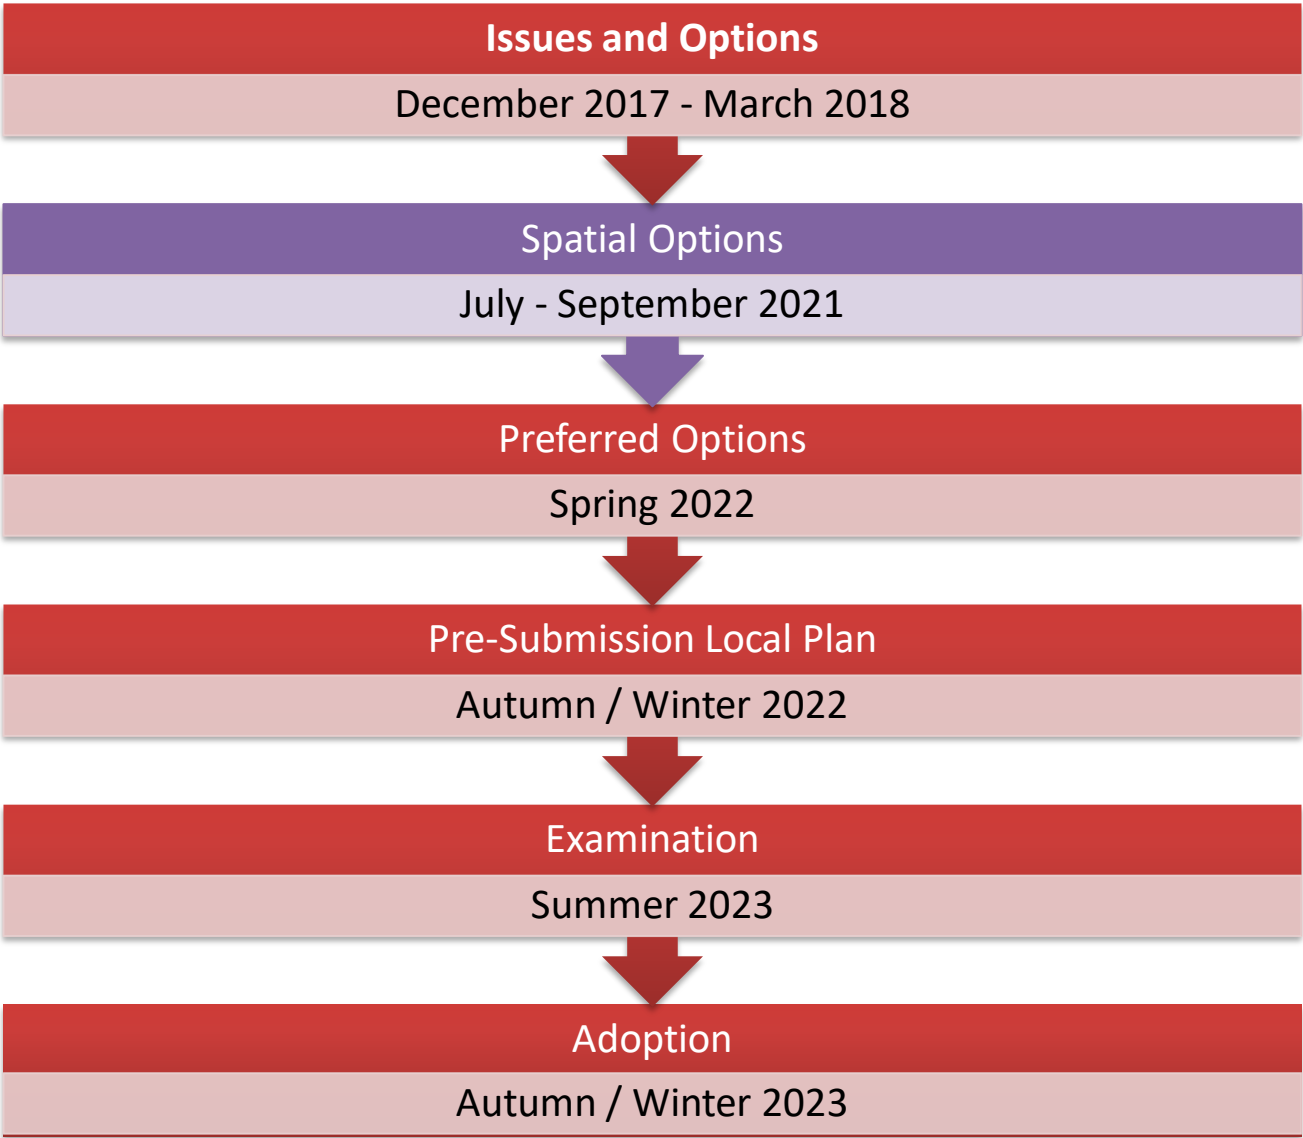 Issues and Options
December 2017 - March 2018
Spatial Options
July - September 2021
Preferred Options
Spring 2022
Pre-Submission Local Plan
Autumn / Winter 2022
Examination
Summer 2023
Adoption
Autumn / Winter 2023